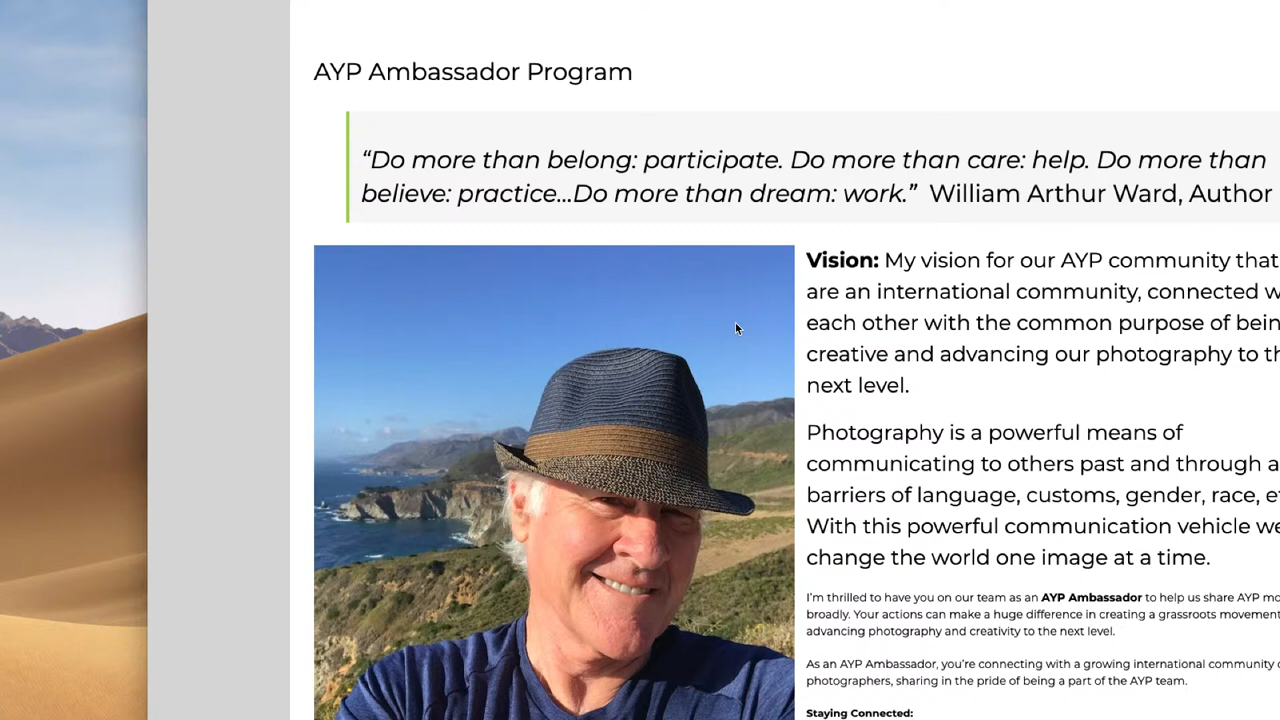 AYP Ambassador Program
“Do more than belong: participate. Do more than care: help. Do more than
believe: practice...Do more than dream: work.” William Arthur Ward, Author
Vision: My vision for our AYP community that
are an international community, connected
each other with the common purpose of
creative and advancing our photography to
next level.
Photography is a powerful means of
communicating to others past and through
barriers of language, customs, gender, race,
With this powerful communication vehicle
change the world one image at a time.
I’m thrilled to have you on our team as an AYP Ambassador to help us share AYP
broadly. Your actions can make a huge difference in creating a grassroots movement
advancing photography and creativity to the next level.
As an AYP Ambassador, you’re connecting with a growing international community
photographers, sharing in the pride of being a part of the AYP team.
Staying Connected: